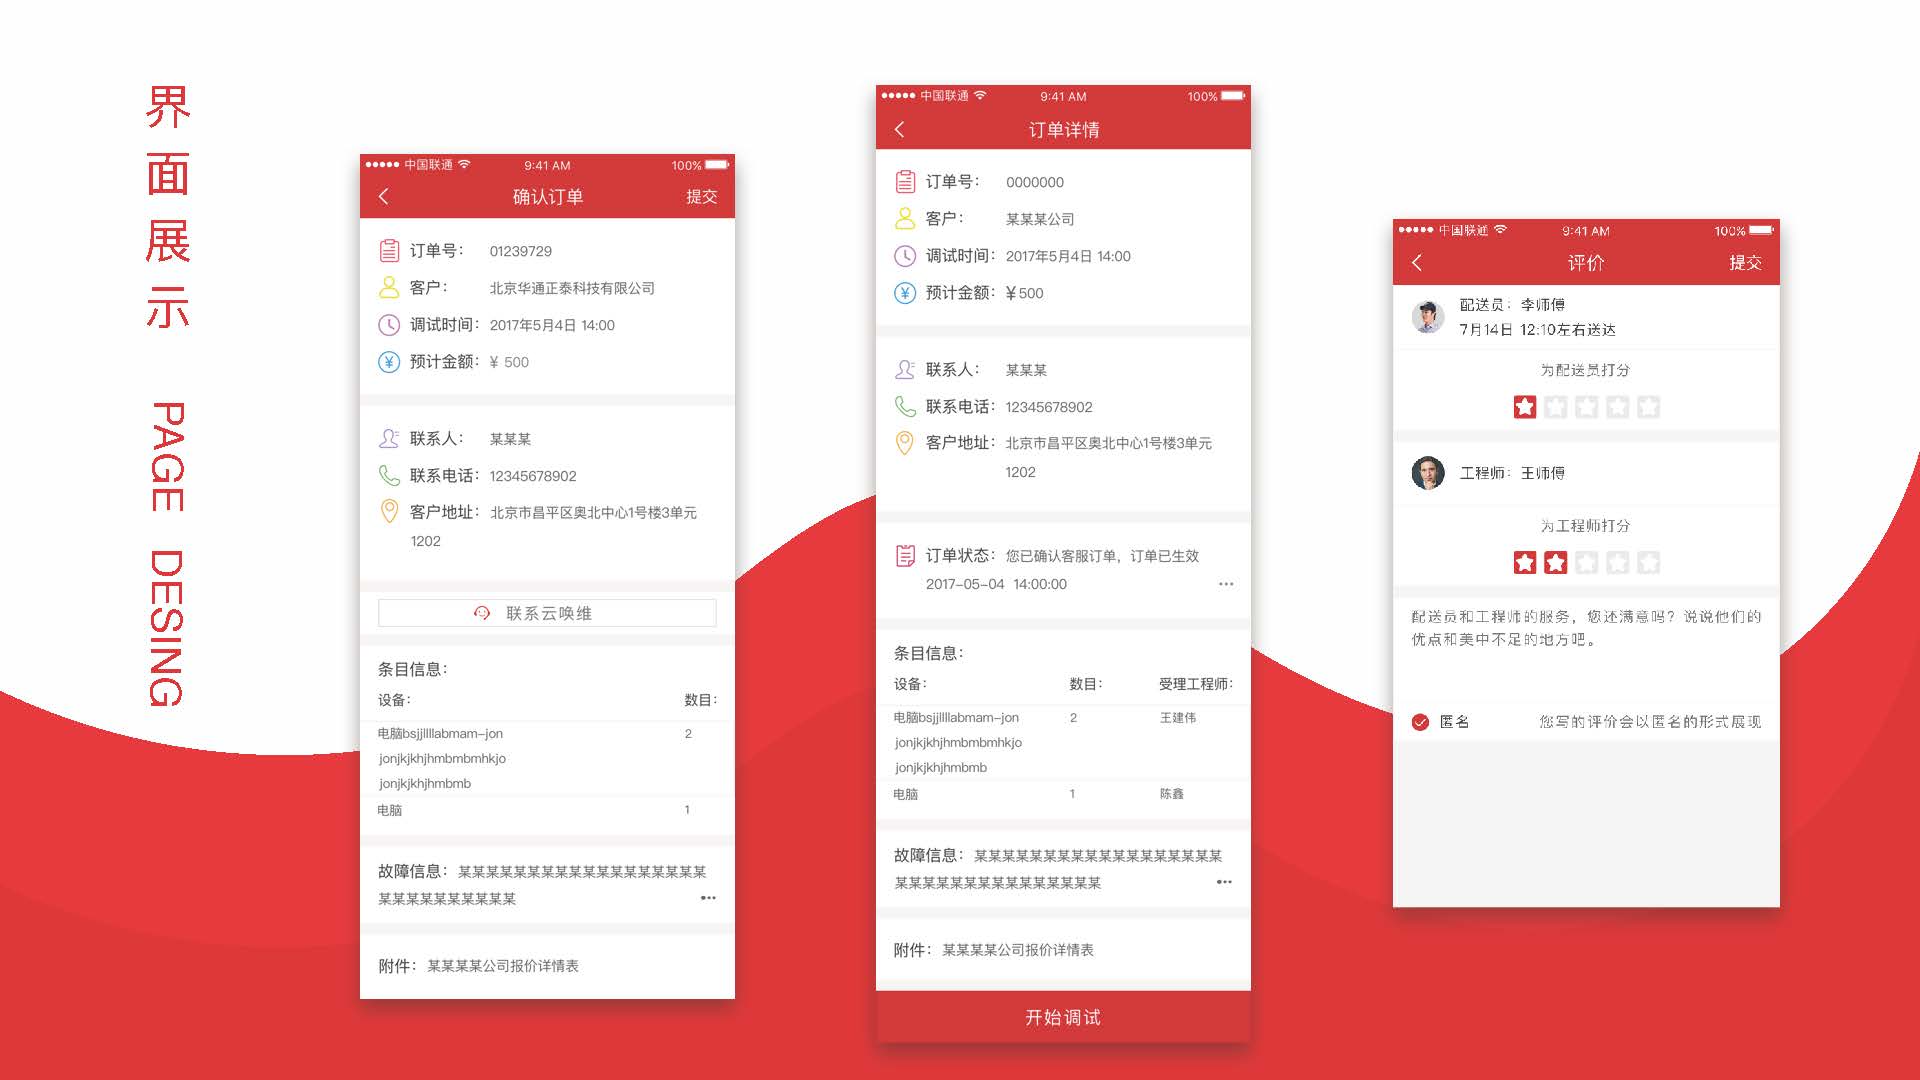 界面展示
PAGE DESING
中国联通 9:41 AM 100%
确认订单 提交
订单号： 01239729
客户： 北京华通正泰科技有限公司
调试时间： 2017年5月4日 14:00
预计金额： ¥ 500
联系人： 某某某
联系电话： 12345678902
客户地址： 北京市昌平区奥北中心1号楼3单元
1202
联系云唤维
条目信息：
设备： 数目：
电脑bsjjllllabmam-jon 2
jonjkjkhjhmbmbmhkjo
jonjkjkhjhmbmb
电脑 1
故障信息： 某某某某某某某某某某某某某某某某某某
某某某某某某某某某某 •••
附件： 某某某某公司报价详情表
中国联通 9:41 AM 100%
订单详情
订单号： 0000000
客户： 某某某公司
调试时间： 2017年5月4日 14:00
预计金额： ¥500
联系人： 某某某
联系电话： 12345678902
客户地址： 北京市昌平区奥北中心1号楼3单元
1202
订单状态： 您已确认客服订单，订单已生效
2017-05-04 14:00:00 •••
条目信息：
设备： 数目： 受理工程师：
电脑bsjjllllabmam-jon 2 王建伟
jonjkjkhjhmbmbmhkjo
jonjkjkhjhmbmb
电脑 1 陈鑫
故障信息： 某某某某某某某某某某某某某某某某某某
某某某某某某某某某某某某某某某 •••
附件： 某某某某公司报价详情表
开始调试
中国联通 9:41 AM 100%
评价 提交
配送员：李师傅
7月14日 12:10左右送达
为配送员打分
工程师：王师傅
为工程师打分
配送员和工程师的服务，您还满意吗？说说他们的
优点和美中不足的地方吧。
匿名 您写的评价会以匿名的形式展现